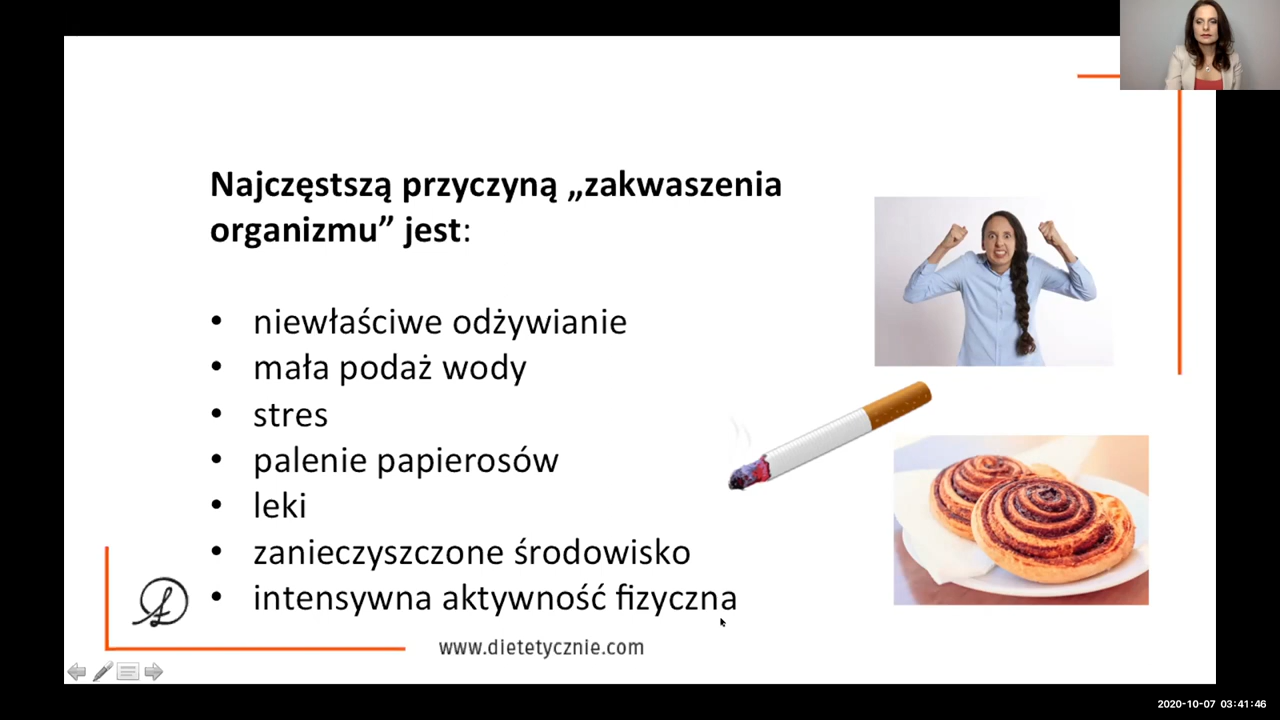 Najczęstszą przyczyną „zakwaszenia
organizmu” jest:
• niewłaściwe odżywianie
• mała podaż wody
• stres
• palenie papierosów
• leki
• zanieczyszczone środowisko
• intensywna aktywność fizyczna
www.dietetycznie.com
2020-10-07 03:41:46